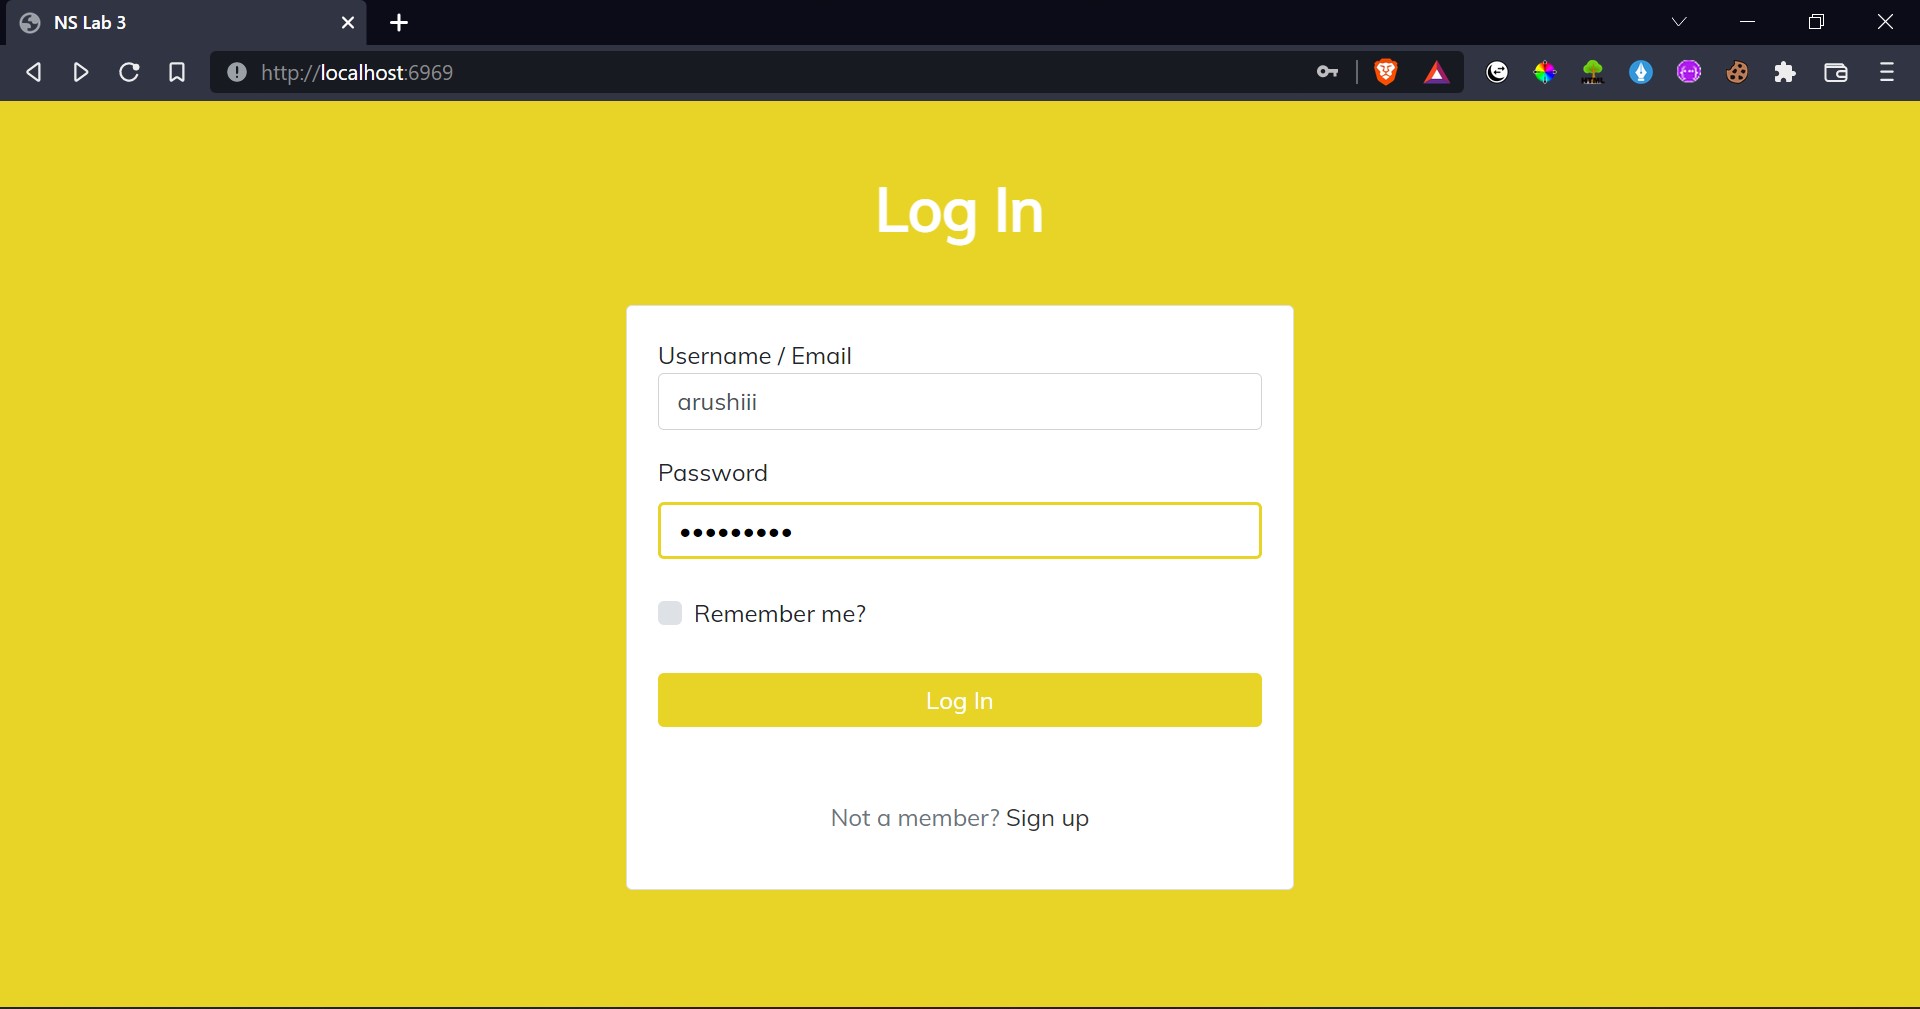 NS Lab 3
http://localhost:6969
HTML
Log In
Username / Email
arushiii
Password
•••••••••
Remember me?
Log In
Not a member? Sign up